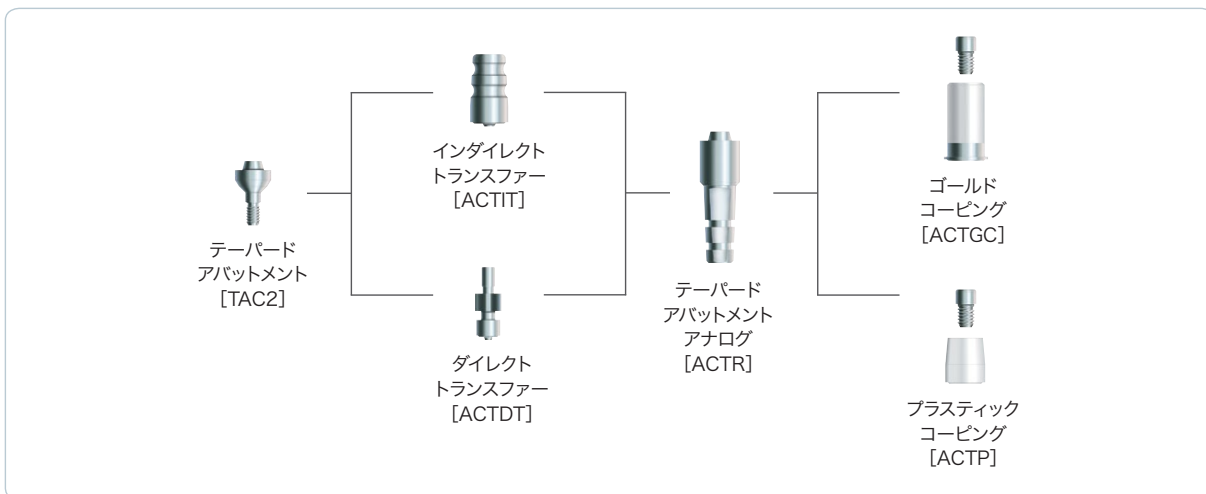 テーパード
アバットメント
[TAC2]
インダイレクト
トランスファー
[ACTIT]
ダイレクト
トランスファー
[ACTDT]
テーパード
アバットメント
アナログ
[ACTR]
ゴールド
コーピング
[ACTGC]
プラスティック
コーピング
[ACTP]